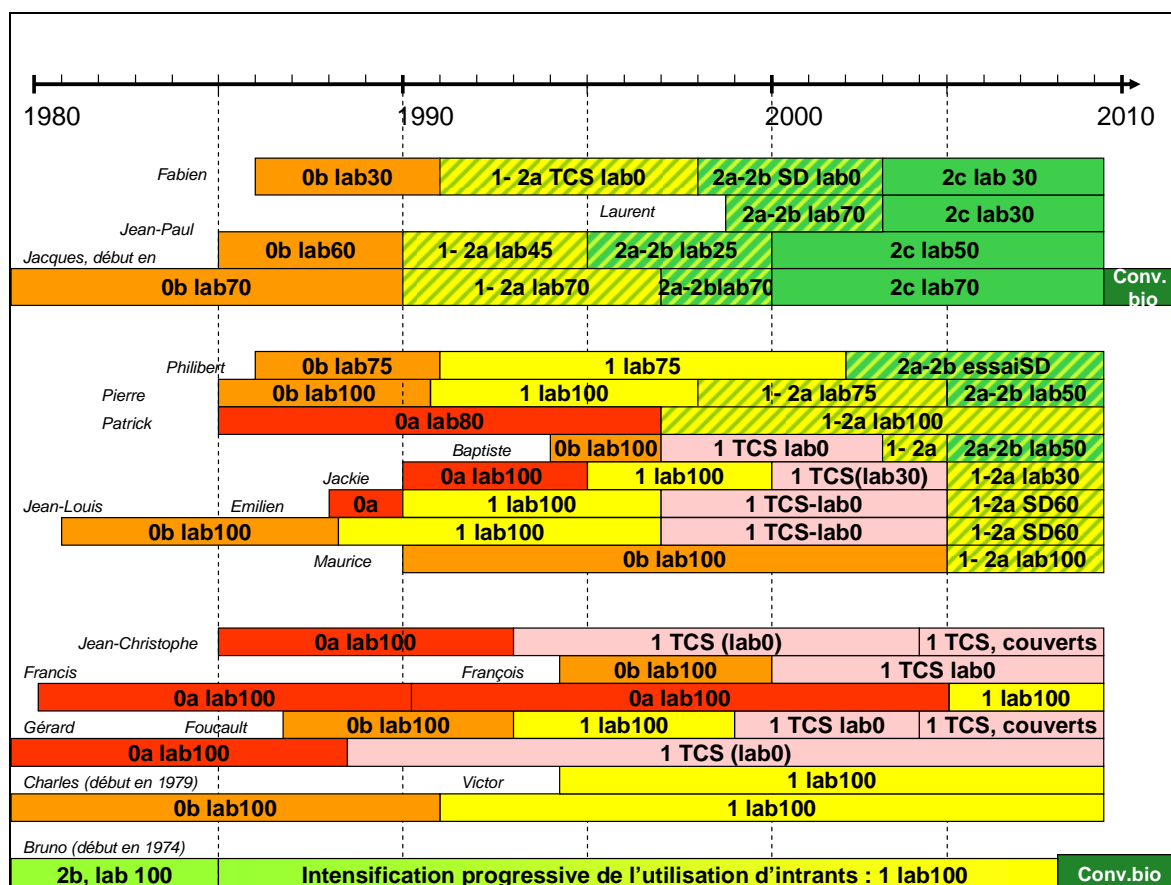 1980 1990 2000 2010
Fabien 0b lab30 1- 2a TCS lab0 2a-2b SD lab0 2c lab 30
Laurent 2a-2b lab70 2c lab30
Jean-Paul
0b lab60 1- 2a lab45 2a-2b lab25 2c lab50
Jacques, début en
0b lab70 1- 2a lab70 2a-2blab70 2c lab70 Conv. bio
Philibert 0b lab75 1 lab75 2a-2b essaiSD
Pierre 0b lab100 1 lab100 1- 2a lab75 2a-2b lab50
Patrick 0a lab80 1-2a lab100
Baptiste 0b lab100 1 TCS lab0 1- 2a 2a-2b lab50
Jackie 0a lab100 1 lab100 1 TCS(lab30) 1-2a lab30
Jean-Louis Emilien 0a 1 lab100 1 TCS-lab0 1-2a SD60
0b lab100 1 lab100 1 TCS-lab0 1-2a SD60
Maurice 0b lab100 1- 2a lab100
Jean-Christophe 0a lab100 1 TCS (lab0) 1 TCS, couverts
Francis François 0b lab100 1 TCS lab0
0a lab100 0a lab100 1 lab100
Gérard Foucault 0b lab100 1 lab100 1 TCS lab0 1 TCS, couverts
0a lab100 1 TCS (lab0)
Charles (début en 1979) Victor 1 lab100
0b lab100 1 lab100
Bruno (début en 1974)
2b, lab 100 Intensification progressive de l'utilisation d'intrants : 1 lab100 Conv.bio